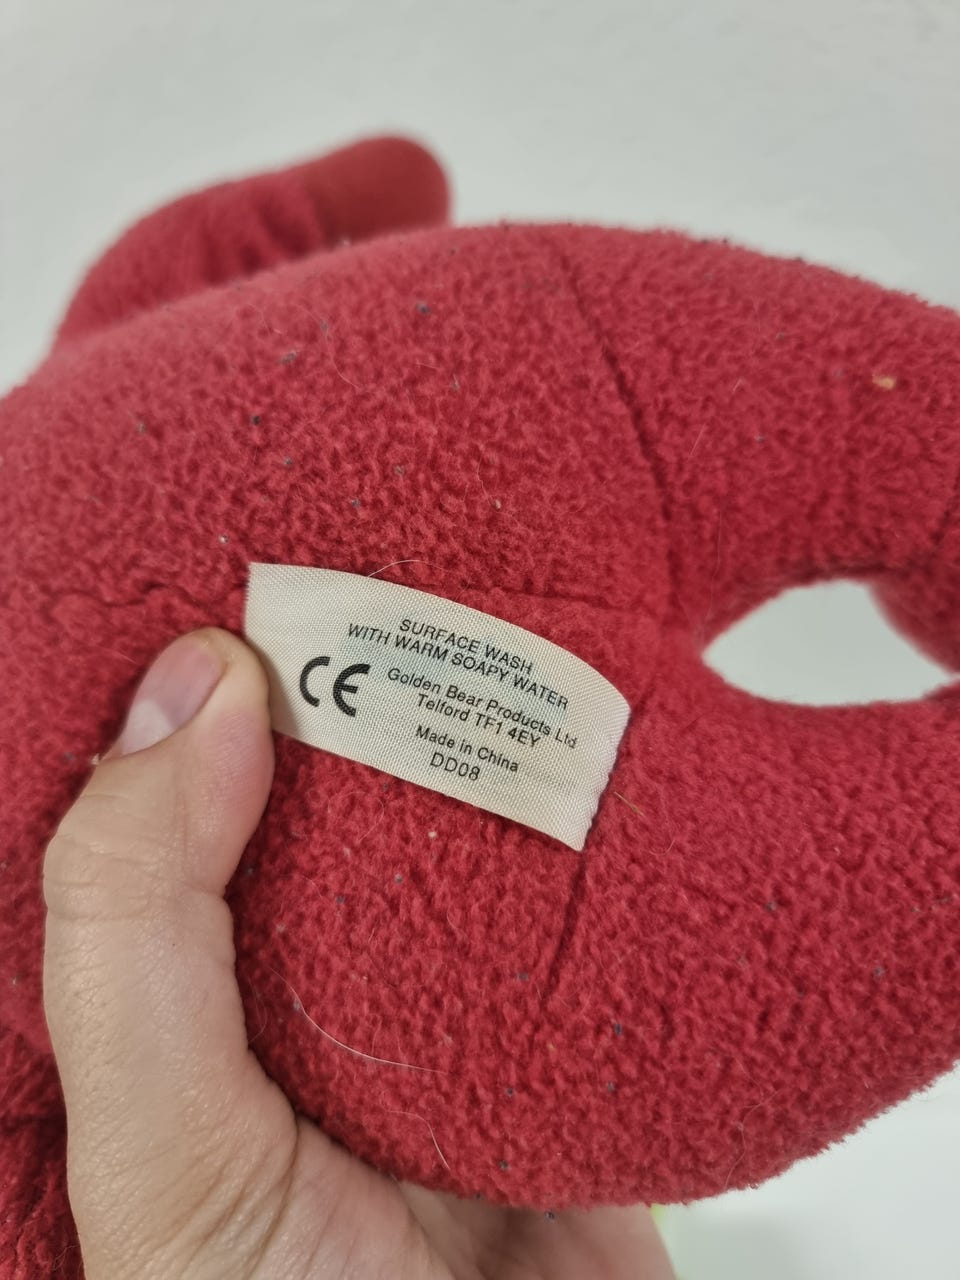 SURFACE WASH
WITH WARM SOAPY WATER
CE
Golden Bear Products Ltd
Telford TF1 4EY
Made in China
DD08